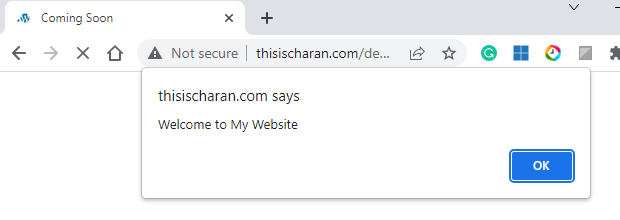 Coming Soon
Not secure thisischaran.com/de...
thisischaran.com says
Welcome to My Website
OK